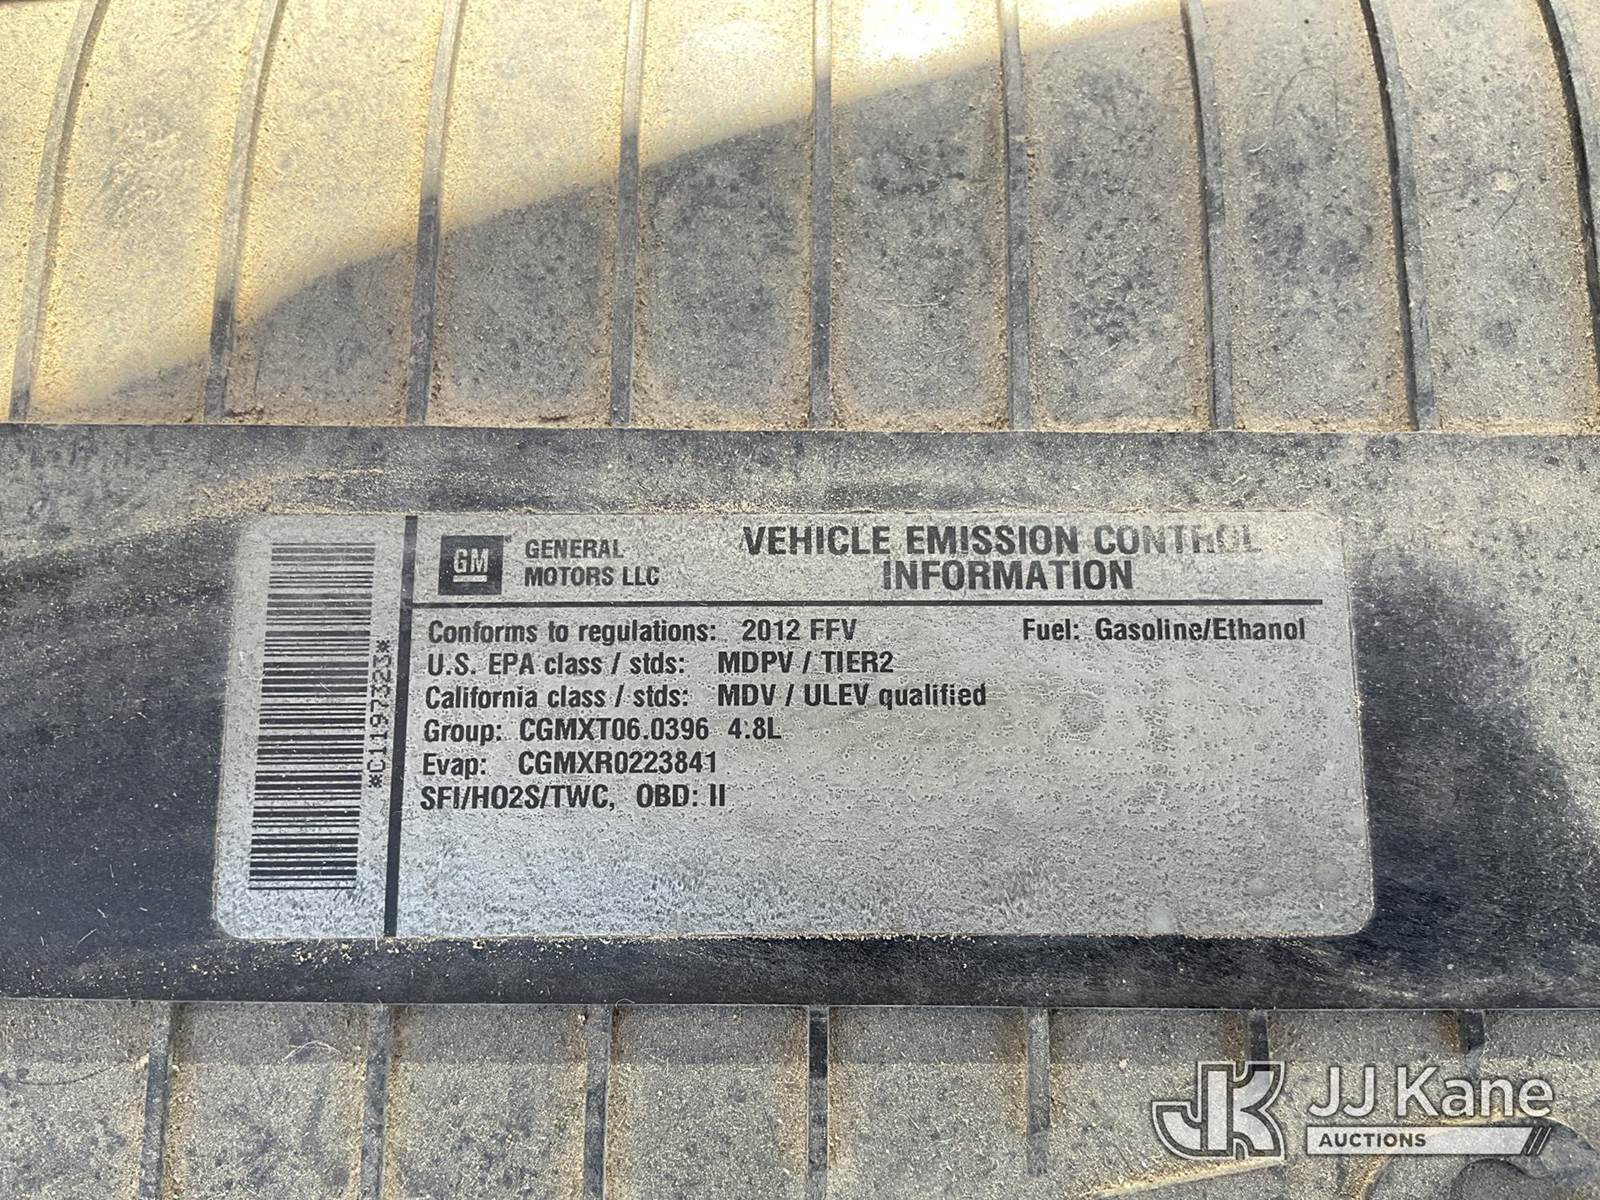 GM
GENERAL
MOTORS LLC
VEHICLE EMISSION CONTROL
INFORMATION
Conforms to regulations: 2012 FFV Fuel: Gasoline/Ethanol
U.S. EPA class / stds: MDPV / TIER2
California class / stds: MDV / ULEV qualified
Group: CGMXT06.0396 4.8L
Evap: CGMXR0223841
SFI/HO2S/TWC, OBD: II
*C1197323*
JK JJ Kane
AUCTIONS